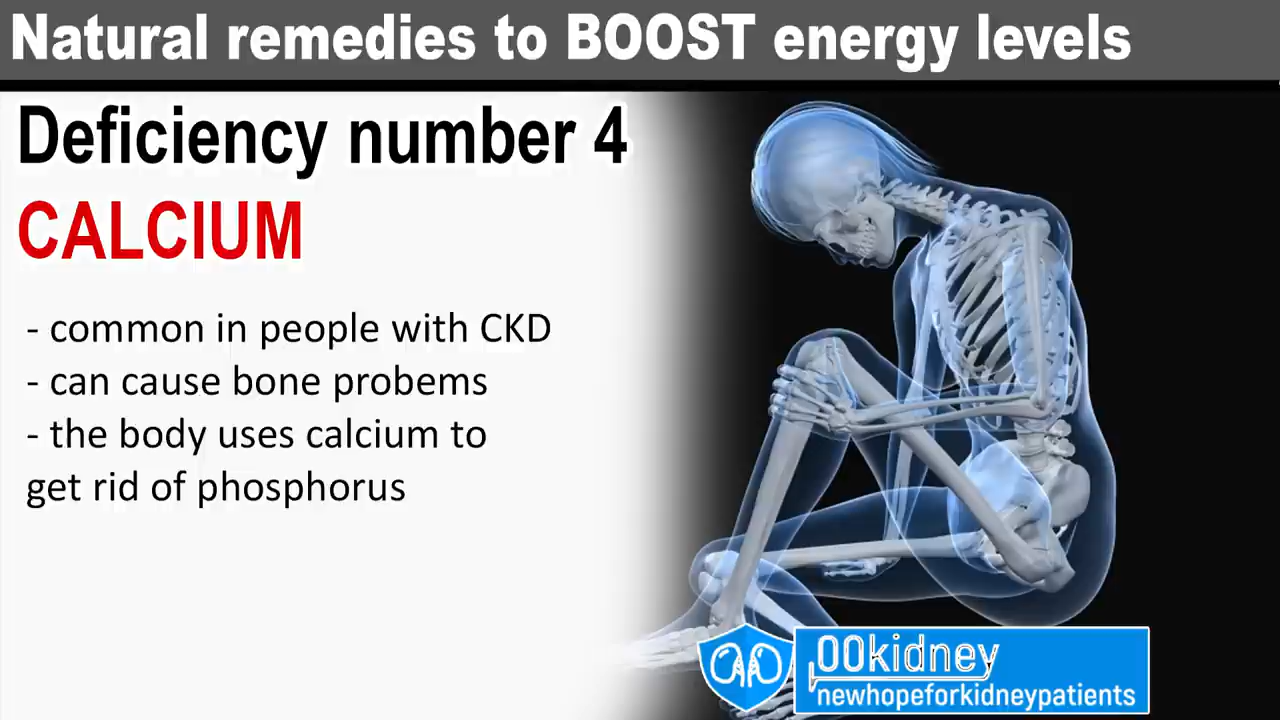 Natural remedies to BOOST energy levels
Deficiency number 4
CALCIUM
- common in people with CKD
- can cause bone probems
- the body uses calcium to
get rid of phosphorus
00kidney
newhopeforkidneypatients